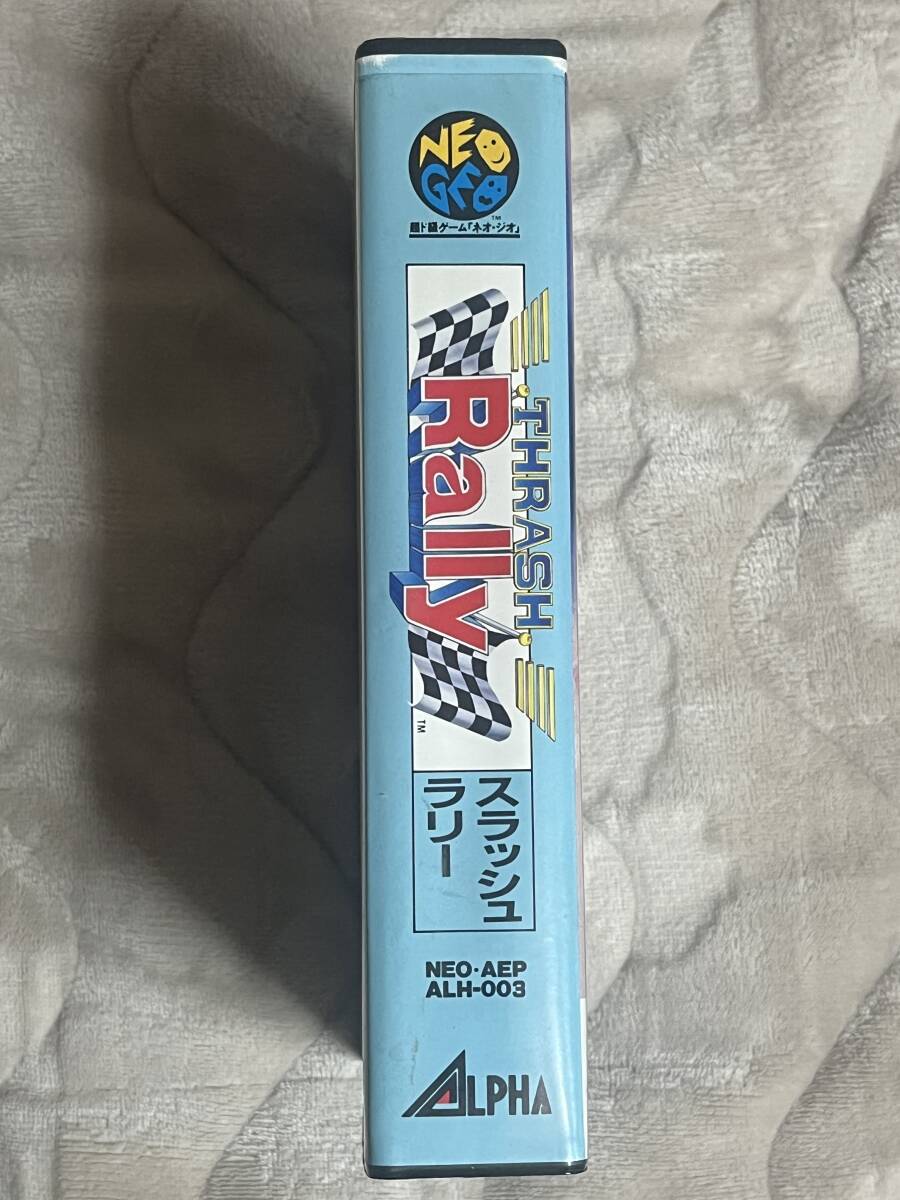 NEO
GEO
TM
超ド級ゲーム「ネオ・ジオ」
THRASH
Rally
TM
スラッシュ
ラリー
NEO・AEP
ALH-003
ALPHA